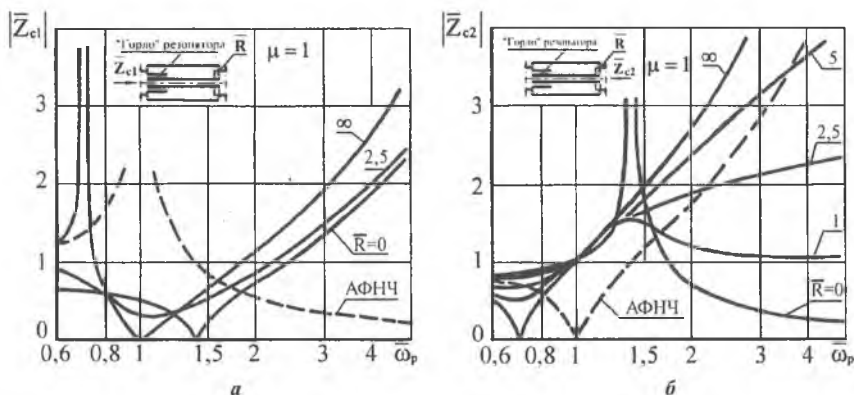 |Z̅c1|
"Горло" резонатора
R̅
Z̅c1
μ = 1
∞
2,5
R̅=0
АФНЧ
3
2
1
0
0,6 0,8 1 1,5 2 3 4 ω̅р
а
|Z̅c2|
"Горло" резонатора
R̅
Z̅c2
μ = 1
∞
5
2,5
1
R̅=0
АФНЧ
3
2
1
0
0,6 0,8 1 1,5 2 3 4 ω̅р
б